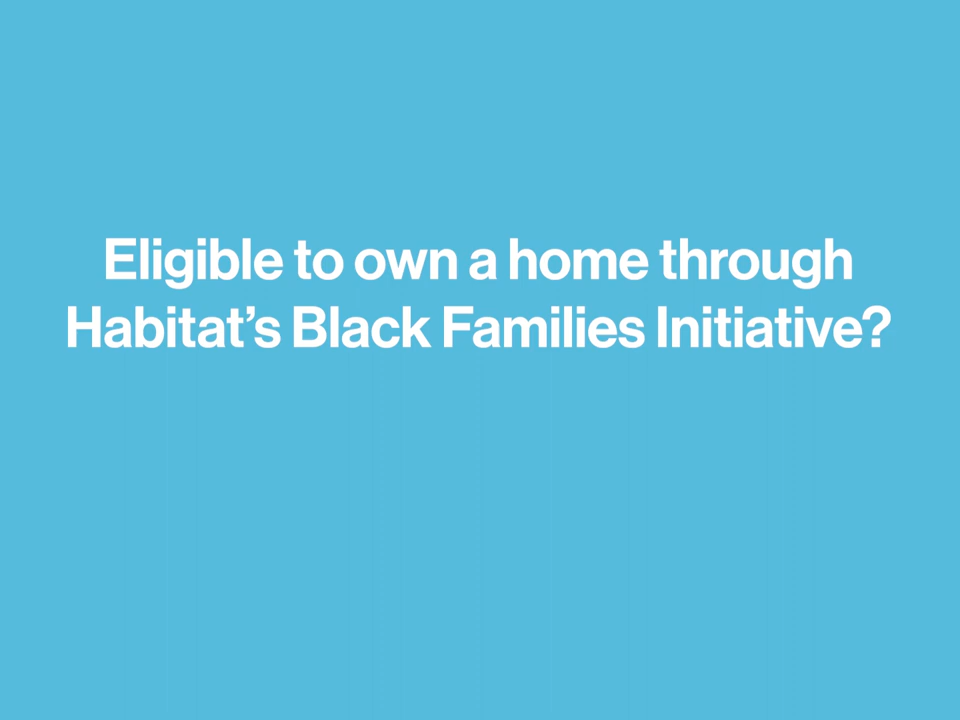 Eligible to own a home through
Habitat’s Black Families Initiative?